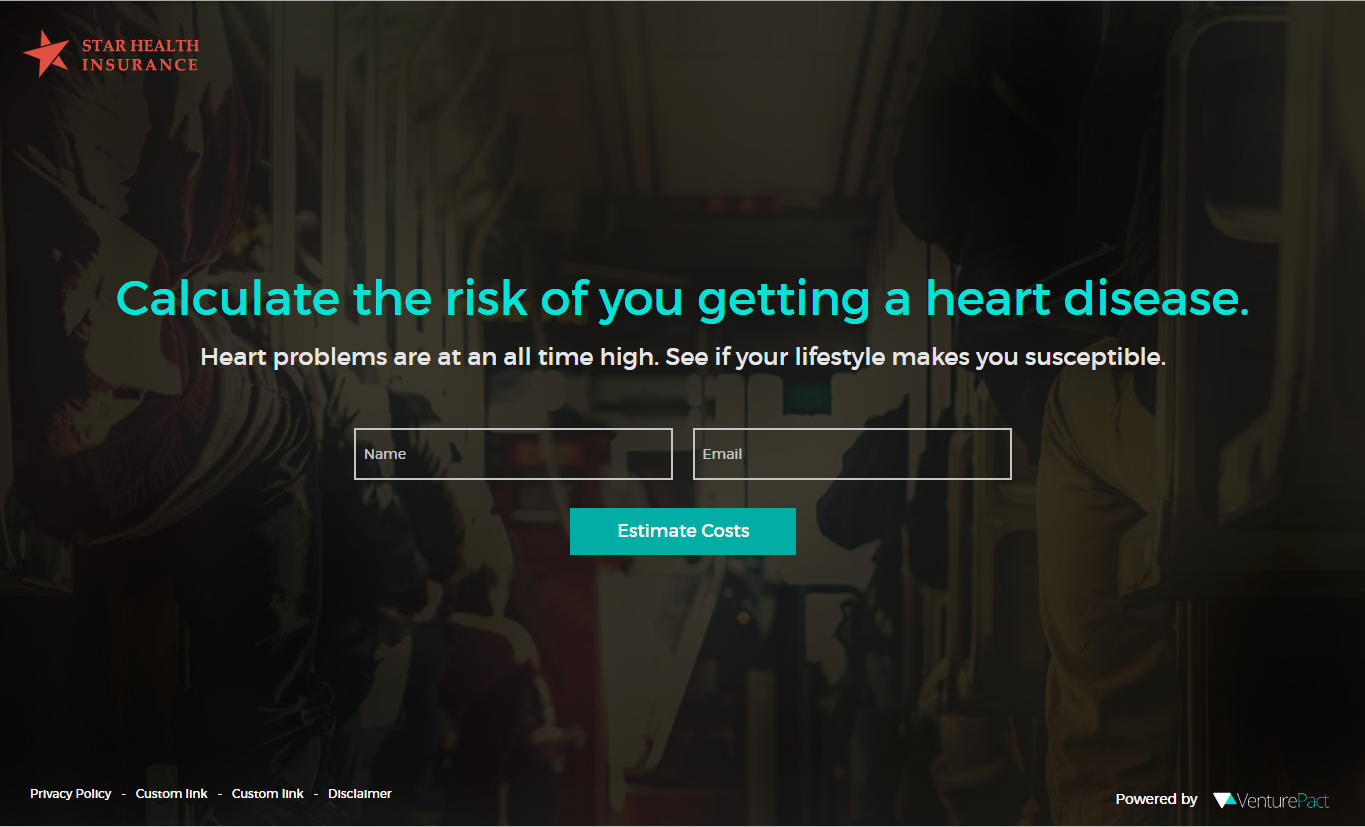 STAR HEALTH
INSURANCE
Calculate the risk of you getting a heart disease.
Heart problems are at an all time high. See if your lifestyle makes you susceptible.
Name
Email
Estimate Costs
Privacy Policy - Custom link - Custom link - Disclaimer
Powered by VenturePact